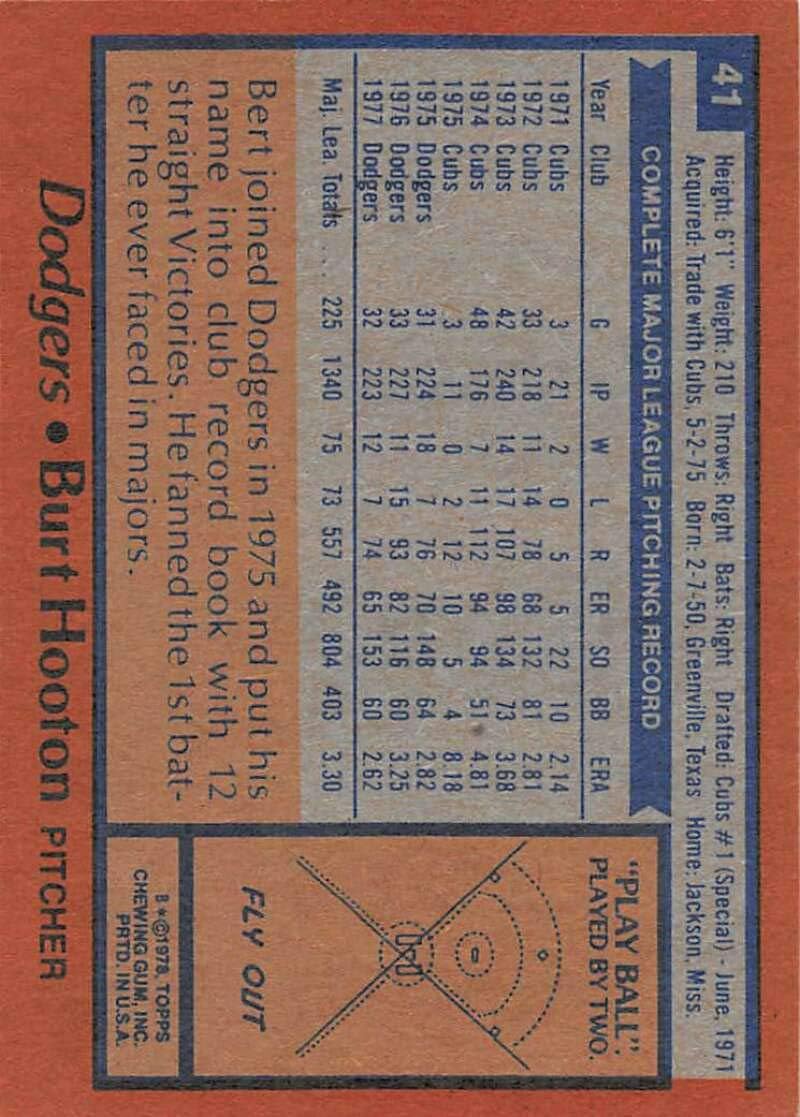 41
Height: 6'1" Weight: 210 Throws: Right Bats: Right Drafted: Cubs #1 (Special) - June, 1971
Acquired: Trade with Cubs, 5-2-75 Born: 2-7-50, Greenville, Texas Home: Jackson, Miss.
COMPLETE MAJOR LEAGUE PITCHING RECORD
Year Club G IP W L R ER SO BB ERA
1971 Cubs 3 21 2 0 5 5 22 10 2.14
1972 Cubs 33 218 11 14 78 68 132 81 2.81
1973 Cubs 42 240 14 17 107 98 134 73 3.68
1974 Cubs 48 176 7 11 112 94 94 51 4.81
1975 Cubs 3 11 0 2 12 10 5 4 8.18
1975 Dodgers 31 224 18 7 76 70 148 64 2.82
1976 Dodgers 33 227 11 15 93 82 116 60 3.25
1977 Dodgers 32 223 12 7 74 65 153 60 2.62
Maj. Lea. Totals ... 225 1340 75 73 557 492 804 403 3.30
Bert joined Dodgers in 1975 and put his
name into club record book with 12
straight Victories. He fanned the 1st bat-
ter he ever faced in majors.
"PLAY BALL":
PLAYED BY TWO.
FLY OUT
B*©1978, TOPPS
CHEWING GUM, INC.
PRTD. IN U.S.A.
Dodgers • Burt Hooton PITCHER